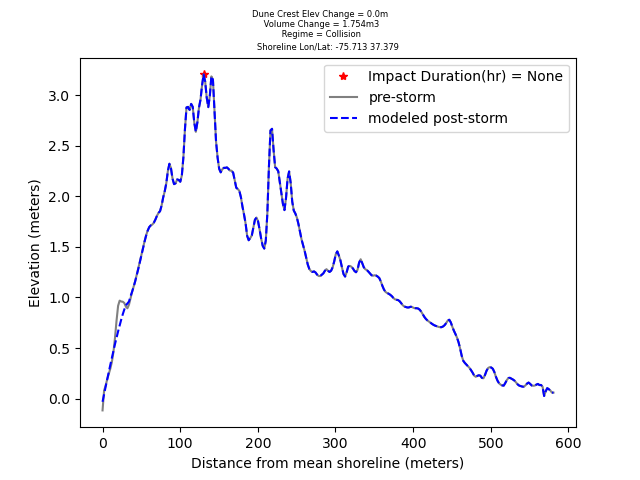 Dune Crest Elev Change = 0.0m
Volume Change = 1.754m3
Regime = Collision
Shoreline Lon/Lat: -75.713 37.379
Impact Duration(hr) = None
pre-storm
modeled post-storm
Elevation (meters)
3.0
2.5
2.0
1.5
1.0
0.5
0.0
0 100 200 300 400 500 600
Distance from mean shoreline (meters)